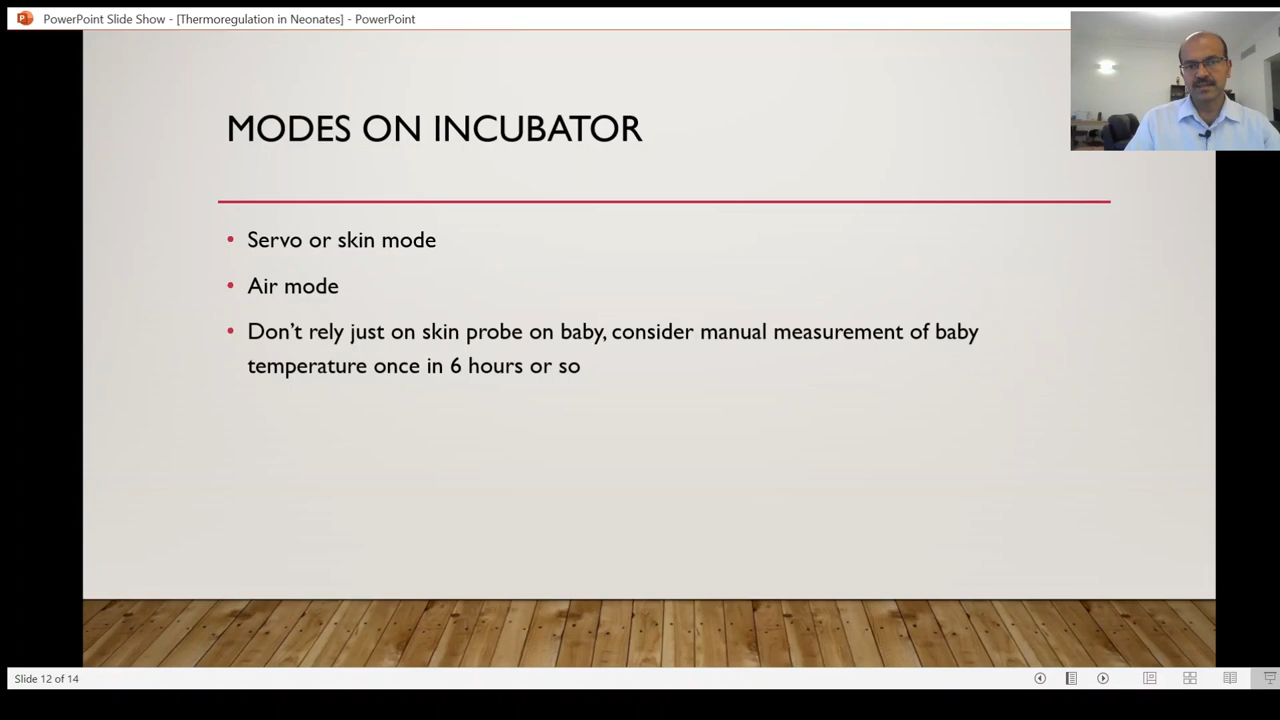 PowerPoint Slide Show - [Thermoregulation in Neonates] - PowerPoint
MODES ON INCUBATOR
• Servo or skin mode
• Air mode
• Don't rely just on skin probe on baby, consider manual measurement of baby
temperature once in 6 hours or so
Slide 12 of 14